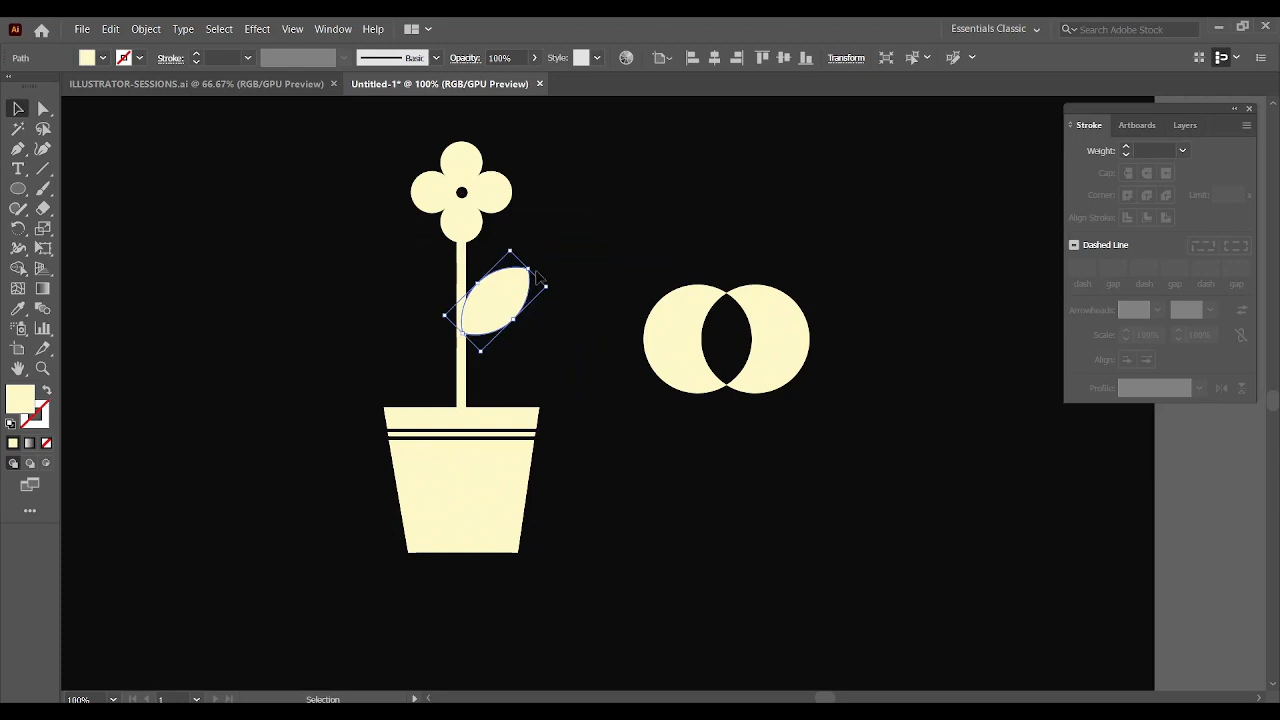 Ai File Edit Object Type Select Effect View Window Help Essentials Classic Search Adobe Stock
Path Stroke: Basic Opacity: 100% Style: Transform
ILLUSTRATOR-SESSIONS.ai @ 66.67% (RGB/GPU Preview) Untitled-1* @ 100% (RGB/GPU Preview)
Stroke Artboards Layers
Weight:
Cap:
Corner: Limit:
Align Stroke:
Dashed Line
dash gap dash gap dash gap
Arrowheads:
Scale: 100% 100%
Align:
Profile:
100% 1 Selection